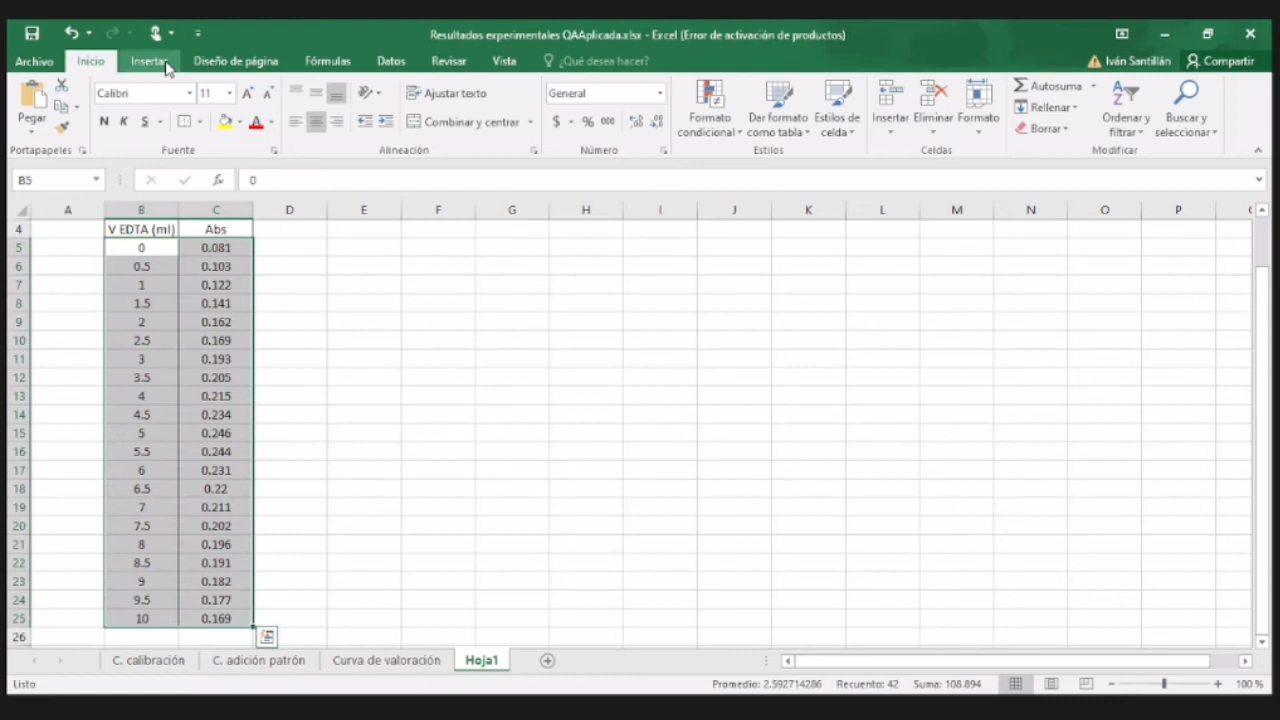 Resultados experimentales QAAplicada.xlsx - Excel (Error de activación de productos)
Archivo Inicio Insertar Diseño de página Fórmulas Datos Revisar Vista ¿Qué desea hacer? Iván Santillán Compartir
Pegar
Portapapeles
Calibri 11
N K S
Fuente
Ajustar texto
Combinar y centrar
Alineación
General
$ % 000
Número
Formato condicional
Dar formato como tabla
Estilos de celda
Estilos
Insertar Eliminar Formato
Celdas
Autosuma
Rellenar
Borrar
Ordenar y filtrar
Buscar y seleccionar
Modificar
B5 fx 0
A B C D E F G H I J K L M N O P
4 V EDTA (ml) Abs
5 0 0.081
6 0.5 0.103
7 1 0.122
8 1.5 0.141
9 2 0.162
10 2.5 0.169
11 3 0.193
12 3.5 0.205
13 4 0.215
14 4.5 0.234
15 5 0.246
16 5.5 0.244
17 6 0.231
18 6.5 0.22
19 7 0.211
20 7.5 0.202
21 8 0.196
22 8.5 0.191
23 9 0.182
24 9.5 0.177
25 10 0.169
26
C. calibración C. adición patrón Curva de valoración Hoja1
Listo Promedio: 2.592714286 Recuento: 42 Suma: 108.894 100 %